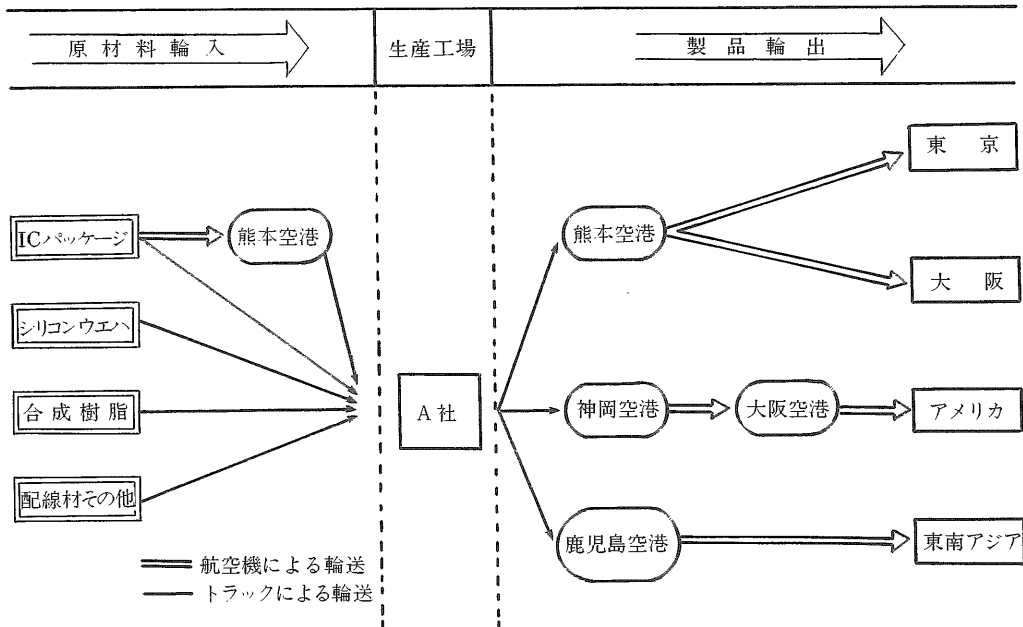 原材料輪入
生産工場
製品輪出
東京
ICパッケージ
熊本空港
熊本空港
シリコンウエハ
大阪
合成樹脂
A社
神岡空港
大阪空港
アメリカ
配線材その他
鹿児島空港
東南アジア
航空機による輪送
トラックによる輪送